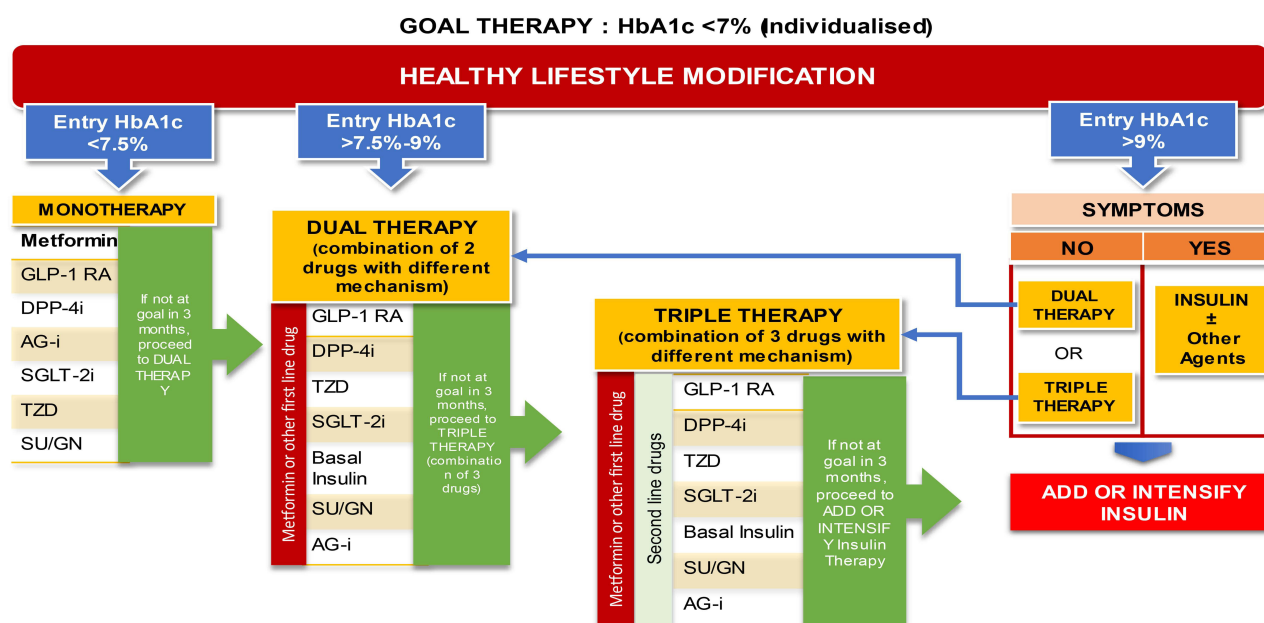 GOAL THERAPY : HbA1c <7% (Individualised)
HEALTHY LIFESTYLE MODIFICATION
Entry HbA1c
<7.5%
Entry HbA1c
>7.5%-9%
Entry HbA1c
>9%
MONOTHERAPY
Metformin
GLP-1 RA
DPP-4i
AG-i
SGLT-2i
TZD
SU/GN
If not at
goal in 3
months,
proceed
to DUAL
THERAP
Y
DUAL THERAPY
(combination of 2
drugs with different
mechanism)
Metformin or other first line drug
GLP-1 RA
DPP-4i
TZD
SGLT-2i
Basal
Insulin
SU/GN
AG-i
If not at
goal in 3
months,
proceed to
TRIPLE
THERAPY
(combinatio
n of 3
drugs)
TRIPLE THERAPY
(combination of 3 drugs with
different mechanism)
Metformin or other first line drug
Second line drugs
GLP-1 RA
DPP-4i
TZD
SGLT-2i
Basal Insulin
SU/GN
AG-i
If not at
goal in 3
months,
proceed to
ADD OR
INTENSIF
Y Insulin
Therapy
SYMPTOMS
NO
YES
DUAL
THERAPY
OR
TRIPLE
THERAPY
INSULIN
±
Other
Agents
ADD OR INTENSIFY
INSULIN